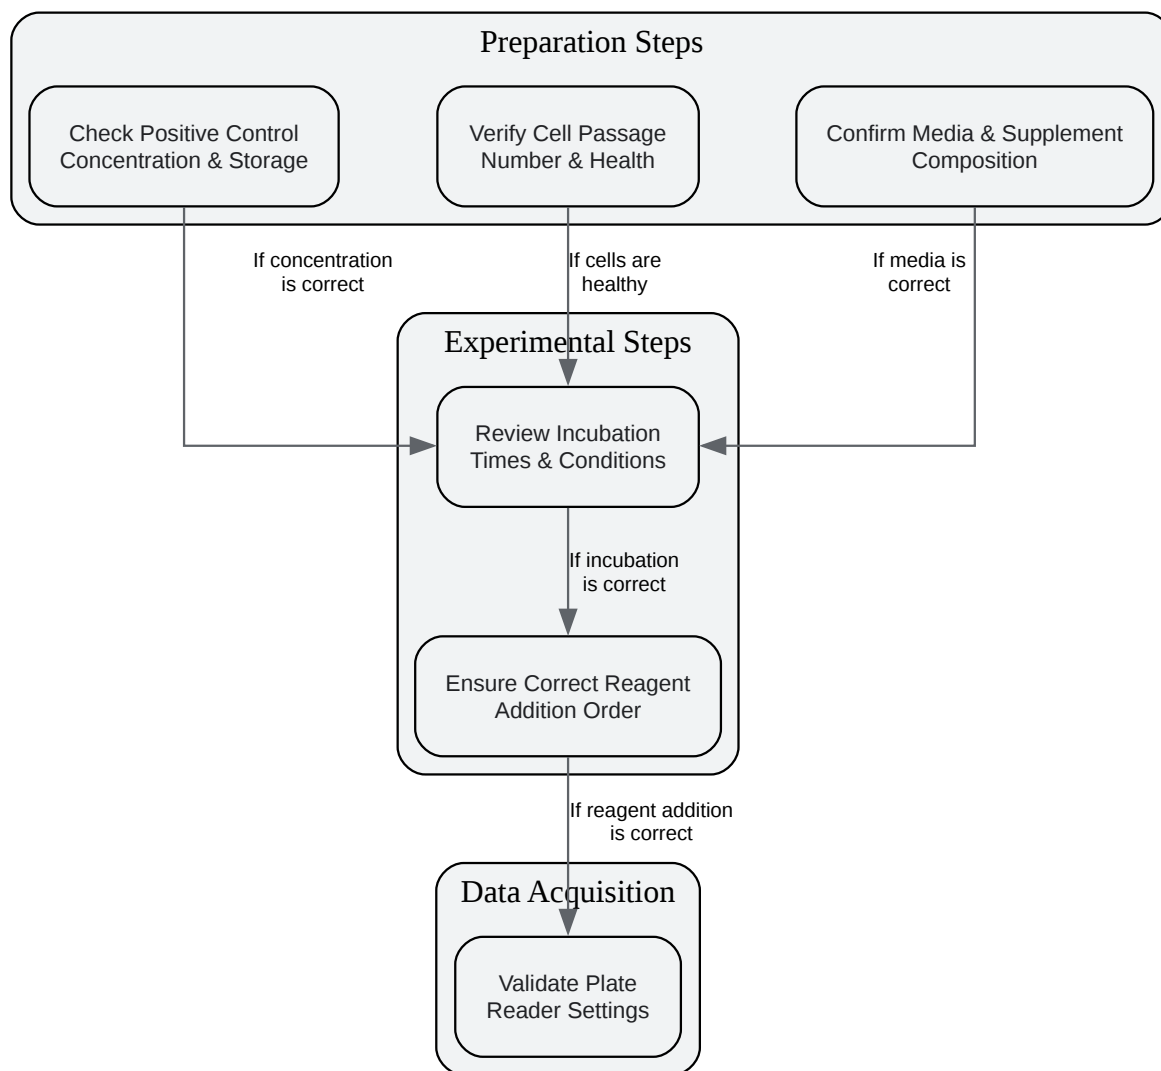 Preparation Steps
Check Positive Control
Concentration & Storage
Verify Cell Passage
Number & Health
Confirm Media & Supplement
Composition
If concentration
is correct
If cells are
healthy
If media is
correct
Experimental Steps
Review Incubation
Times & Conditions
If incubation
is correct
Ensure Correct Reagent
Addition Order
If reagent addition
is correct
Data Acquisition
Validate Plate
Reader Settings